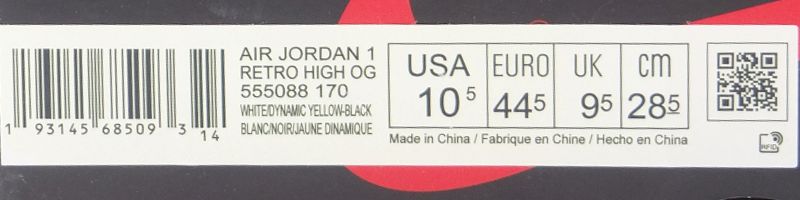 AIR JORDAN 1
RETRO HIGH OG
555088 170
WHITE/DYNAMIC YELLOW-BLACK
BLANC/NOIR/JAUNE DINAMIQUE
1 93145 68509 3 14
USA EURO UK cm
10 5 44 5 9 5 28 5
Made in China / Fabrique en Chine / Hecho en China
RFID